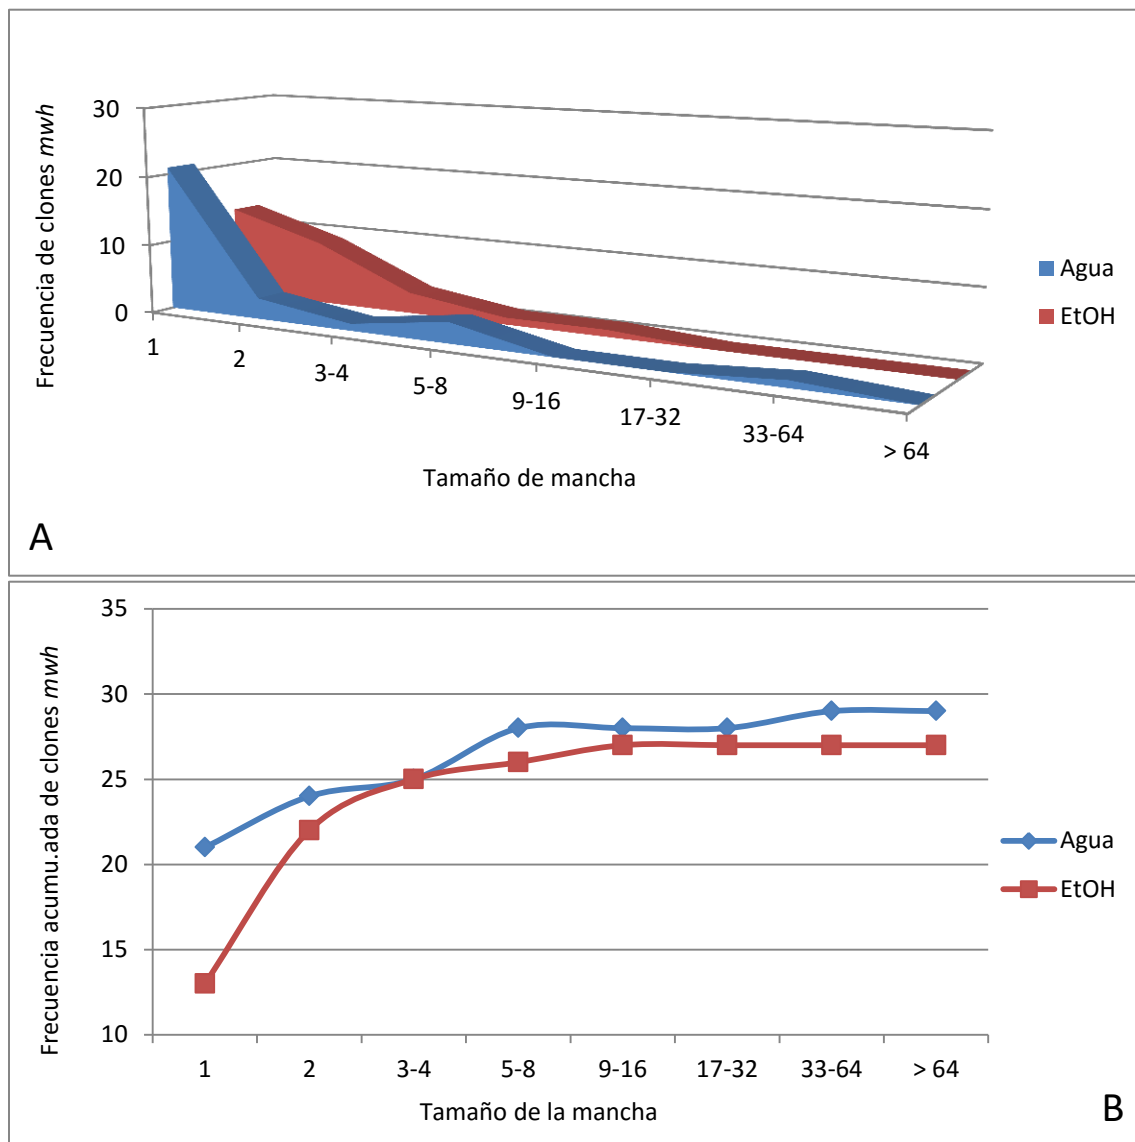 Frecuencia de clones mwh
30
20
10
0
1
2
3-4
5-8
9-16
17-32
33-64
> 64
Tamaño de mancha
Agua
EtOH
A
Frecuencia acumu.ada de clones mwh
35
30
25
20
15
10
1
2
3-4
5-8
9-16
17-32
33-64
> 64
Tamaño de la mancha
Agua
EtOH
B